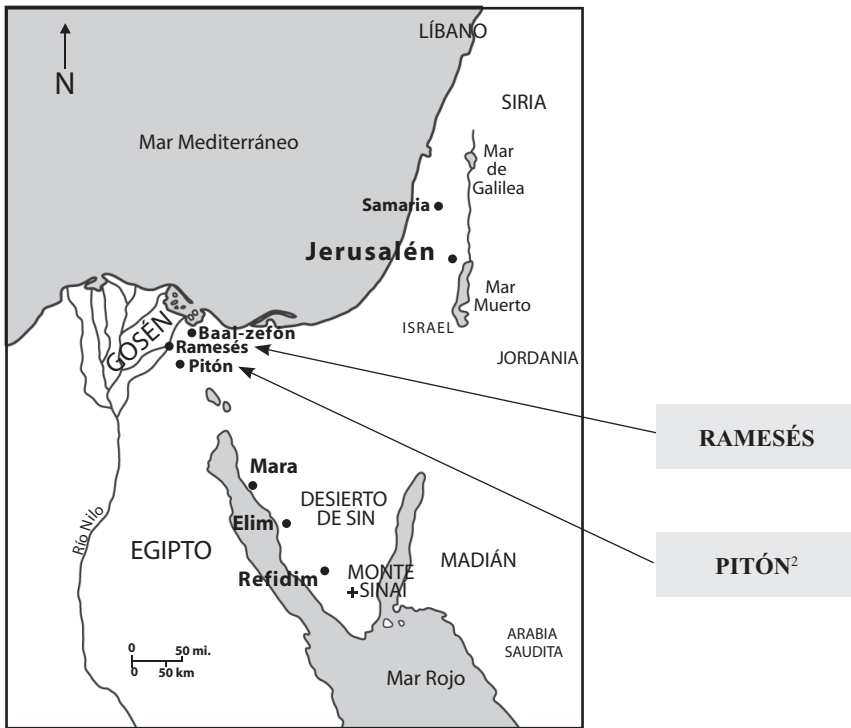 LÍBANO
N
SIRIA
Mar Mediterráneo
Mar
de
Galilea
Samaria
Jerusalén
Mar
Muerto
ISRAEL
GOSÉN
Baal-zefón
Ramesés
JORDANIA
Pitón
RAMESÉS
Mara
DESIERTO
DE SIN
Elim
Río Nilo
EGIPTO
MADIÁN
PITÓN²
Refidim
MONTE
SINAÍ
ARABIA
SAUDITA
0 50 mi.
0 50 km
Mar Rojo